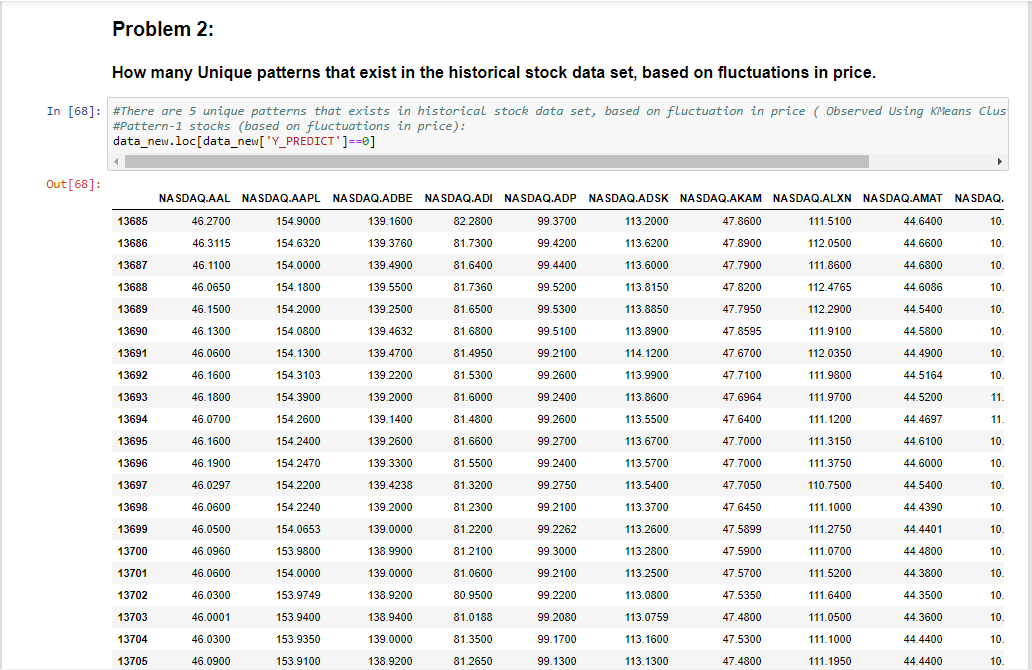 Problem 2:
How many Unique patterns that exist in the historical stock data set, based on fluctuations in price.
In [68]: #There are 5 unique patterns that exists in historical stock data set, based on fluctuation in price ( Observed Using KMeans Clus
#Pattern-1 stocks (based on fluctuations in price):
data_new.loc[data_new['Y_PREDICT']==0]
Out[68]:
NASDAQ.AAL NASDAQ.AAPL NASDAQ.ADBE NASDAQ.ADI NASDAQ.ADP NASDAQ.ADSK NASDAQ.AKAM NASDAQ.ALXN NASDAQ.AMAT NASDAQ.
13685 46.2700 154.9000 139.1600 82.2800 99.3700 113.2000 47.8600 111.5100 44.6400 10.
13686 46.3115 154.6320 139.3760 81.7300 99.4200 113.6200 47.8900 112.0500 44.6600 10.
13687 46.1100 154.0000 139.4900 81.6400 99.4400 113.6000 47.7900 111.8600 44.6800 10.
13688 46.0650 154.1800 139.5500 81.7360 99.5200 113.8150 47.8200 112.4765 44.6086 10.
13689 46.1500 154.2000 139.2500 81.6500 99.5300 113.8850 47.7950 112.2900 44.5400 10.
13690 46.1300 154.0800 139.4632 81.6800 99.5100 113.8900 47.8595 111.9100 44.5800 10.
13691 46.0600 154.1300 139.4700 81.4950 99.2100 114.1200 47.6700 112.0350 44.4900 10.
13692 46.1600 154.3103 139.2200 81.5300 99.2600 113.9900 47.7100 111.9800 44.5164 10.
13693 46.1800 154.3900 139.2000 81.6000 99.2400 113.8600 47.6964 111.9700 44.5200 11.
13694 46.0700 154.2600 139.1400 81.4800 99.2600 113.5500 47.6400 111.1200 44.4697 11.
13695 46.1600 154.2400 139.2600 81.6600 99.2700 113.6700 47.7000 111.3150 44.6100 10.
13696 46.1900 154.2470 139.3300 81.5500 99.2400 113.5700 47.7000 111.3750 44.6000 10.
13697 46.0297 154.2200 139.4238 81.3200 99.2750 113.5400 47.7050 110.7500 44.5400 10.
13698 46.0600 154.2240 139.2000 81.2300 99.2100 113.3700 47.6450 111.1000 44.4390 10.
13699 46.0500 154.0653 139.0000 81.2200 99.2262 113.2600 47.5899 111.2750 44.4401 10.
13700 46.0960 153.9800 138.9900 81.2100 99.3000 113.2800 47.5900 111.0700 44.4800 10.
13701 46.0600 154.0000 139.0000 81.0600 99.2100 113.2500 47.5700 111.5200 44.3800 10.
13702 46.0300 153.9749 138.9200 80.9500 99.2200 113.0800 47.5350 111.6400 44.3500 10.
13703 46.0001 153.9400 138.9400 81.0188 99.2080 113.0759 47.4800 111.0500 44.3600 10.
13704 46.0300 153.9350 139.0000 81.3500 99.1700 113.1600 47.5300 111.1000 44.4400 10.
13705 46.0900 153.9100 138.9200 81.2650 99.1300 113.1300 47.4800 111.1950 44.4400 10.